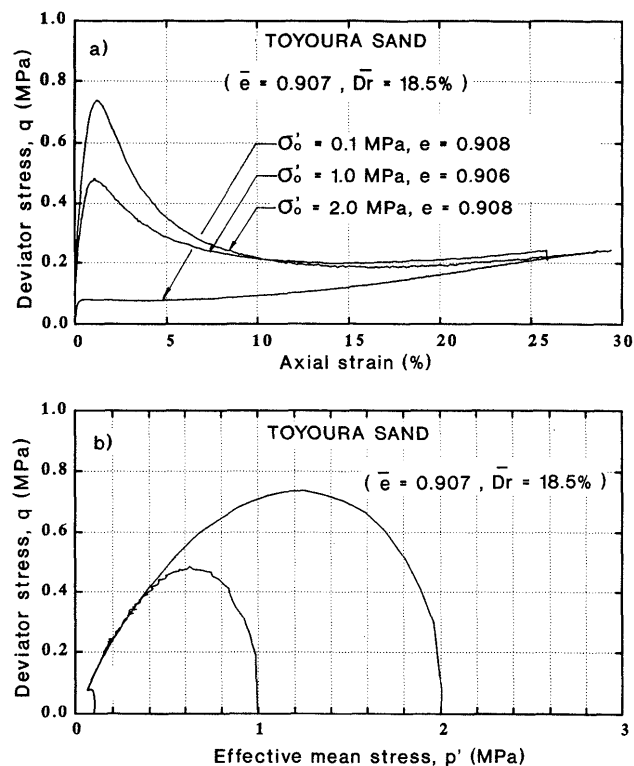 a)
TOYOURA SAND
( e̅ = 0.907 , D̅r = 18.5% )
σ₀' = 0.1 MPa, e = 0.908
σ₀' = 1.0 MPa, e = 0.906
σ₀' = 2.0 MPa, e = 0.908
Deviator stress, q (MPa)
1.0
0.8
0.6
0.4
0.2
0.0
0 5 10 15 20 25 30
Axial strain (%)
b)
TOYOURA SAND
( e̅ = 0.907 , D̅r = 18.5% )
Deviator stress, q (MPa)
1.0
0.8
0.6
0.4
0.2
0.0
0 1 2 3
Effective mean stress, p' (MPa)